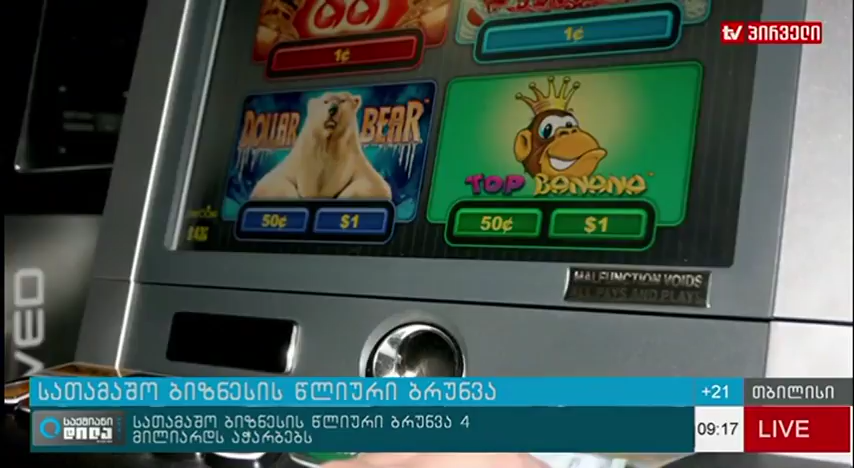 tv პირველი
1¢
1¢
DOLLAR BEAR
TOP BANANA
50¢ $1
50¢ $1
MALFUNCTION VOIDS
ALL PAYS AND PLAYS
VED
სათამაშო ბიზნესის წლიური ბრუნვა
+21 თბილისი
საქმიანი
დილა
სათამაშო ბიზნესის წლიური ბრუნვა 4
მილიარდს აჭარბებს
09:17 LIVE